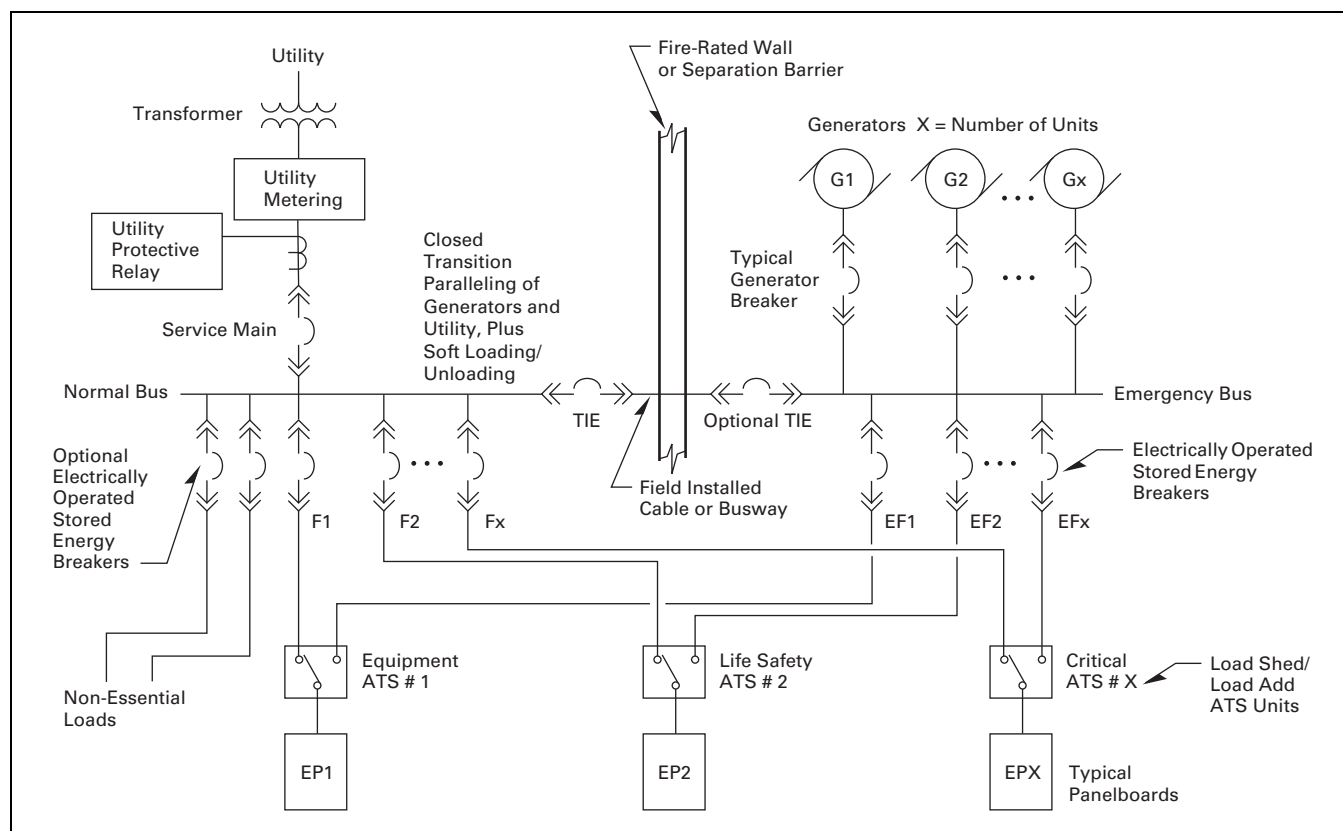 Utility
Transformer
Utility
Metering
Utility
Protective
Relay
Service Main
Closed
Transition
Paralleling of
Generators and
Utility, Plus
Soft Loading/
Unloading
Fire-Rated Wall
or Separation Barrier
Generators X = Number of Units
G1
G2
•••
Gx
Typical
Generator
Breaker
•••
Normal Bus
TIE
Optional TIE
Emergency Bus
Optional
Electrically
Operated
Stored
Energy
Breakers
•••
Field Installed
Cable or Busway
•••
Electrically Operated
Stored Energy
Breakers
F1
F2
Fx
EF1
EF2
EFx
Non-Essential
Loads
Equipment
ATS # 1
Life Safety
ATS # 2
Critical
ATS # X
Load Shed/
Load Add
ATS Units
EP1
EP2
EPX
Typical
Panelboards